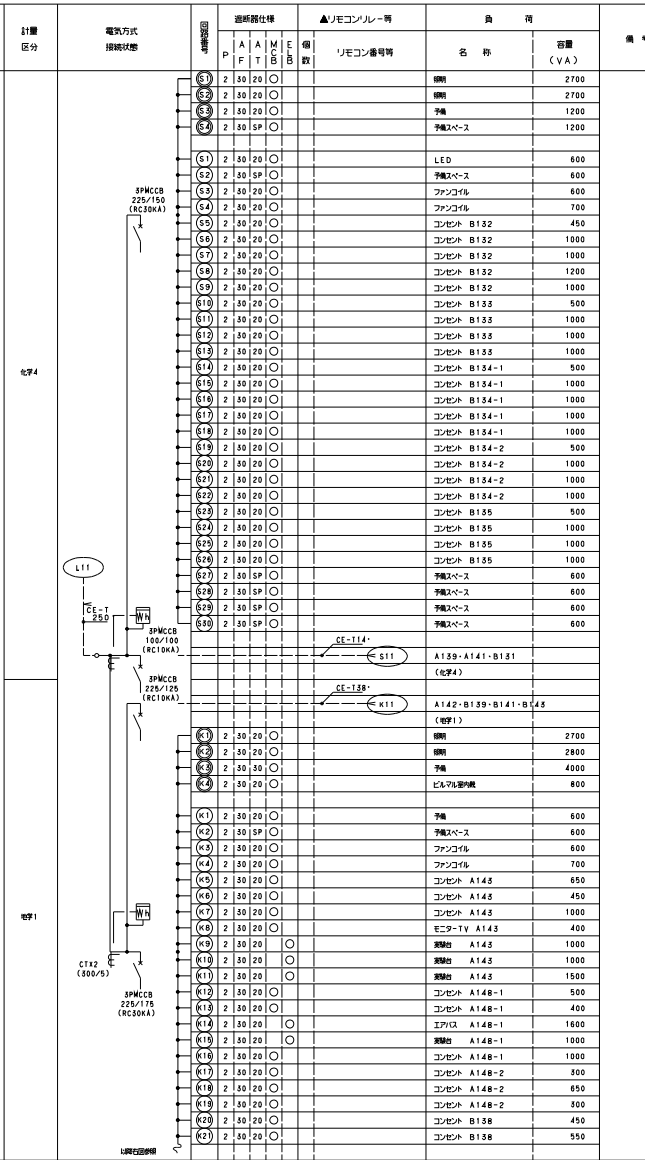 計量
区分
電気方式
接続状態
回路番号
遮断器仕様
P AF AT MCB ELB
▲リモコンリレー等
個数 リモコン番号等
負 荷
名 称 容量
(VA)
備 考
化学4
地学1
3PMCCB
225/150
(RC30KA)
L11
CE-T
250
Wh
3PMCCB
100/100
(RC10KA)
3PMCCB
225/125
(RC10KA)
Wh
CTX2
(300/5)
3PMCCB
225/175
(RC30KA)
以降右図参照
S1 2 30 20 ○ 照明 2700
S2 2 30 20 ○ 照明 2700
S3 2 30 20 ○ 予備 1200
S4 2 30 SP ○ 予備スペース 1200
S1 2 30 20 ○ LED 600
S2 2 30 SP ○ 予備スペース 600
S3 2 30 20 ○ ファンコイル 600
S4 2 30 20 ○ ファンコイル 700
S5 2 30 20 ○ コンセント B132 450
S6 2 30 20 ○ コンセント B132 1000
S7 2 30 20 ○ コンセント B132 1000
S8 2 30 20 ○ コンセント B132 1200
S9 2 30 20 ○ コンセント B132 1000
S10 2 30 20 ○ コンセント B133 500
S11 2 30 20 ○ コンセント B133 1000
S12 2 30 20 ○ コンセント B133 1000
S13 2 30 20 ○ コンセント B133 1000
S14 2 30 20 ○ コンセント B134-1 500
S15 2 30 20 ○ コンセント B134-1 1000
S16 2 30 20 ○ コンセント B134-1 1000
S17 2 30 20 ○ コンセント B134-1 1000
S18 2 30 20 ○ コンセント B134-1 1000
S19 2 30 20 ○ コンセント B134-2 500
S20 2 30 20 ○ コンセント B134-2 1000
S21 2 30 20 ○ コンセント B134-2 1000
S22 2 30 20 ○ コンセント B134-2 1000
S23 2 30 20 ○ コンセント B135 500
S24 2 30 20 ○ コンセント B135 1000
S25 2 30 20 ○ コンセント B135 1000
S26 2 30 20 ○ コンセント B135 1000
S27 2 30 SP ○ 予備スペース 600
S28 2 30 SP ○ 予備スペース 600
S29 2 30 SP ○ 予備スペース 600
S30 2 30 SP ○ 予備スペース 600
CE-T14・
S11 A139・A141・B131
(化学4)
CE-T38・
K11 A142・B139・B141・B143
(地学1)
K1 2 30 20 ○ 照明 2700
K2 2 30 20 ○ 照明 2800
K3 2 30 30 ○ 予備 4000
K4 2 30 20 ○ ビルマル室内機 800
K1 2 30 20 ○ 予備 600
K2 2 30 SP ○ 予備スペース 600
K3 2 30 20 ○ ファンコイル 600
K4 2 30 20 ○ ファンコイル 700
K5 2 30 20 ○ コンセント A143 650
K6 2 30 20 ○ コンセント A143 450
K7 2 30 20 ○ コンセント A143 1000
K8 2 30 20 ○ モニター-TV A143 400
K9 2 30 20 ○ 実験台 A143 1000
K10 2 30 20 ○ 実験台 A143 1000
K11 2 30 20 ○ 実験台 A143 1500
K12 2 30 20 ○ コンセント A148-1 500
K13 2 30 20 ○ コンセント A148-1 400
K14 2 30 20 ○ エアバス A148-1 1600
K15 2 30 20 ○ 実験台 A148-1 1000
K16 2 30 20 ○ コンセント A148-1 1000
K17 2 30 20 ○ コンセント A148-2 300
K18 2 30 20 ○ コンセント A148-2 650
K19 2 30 20 ○ コンセント A148-2 300
K20 2 30 20 ○ コンセント B138 450
K21 2 30 20 ○ コンセント B138 550